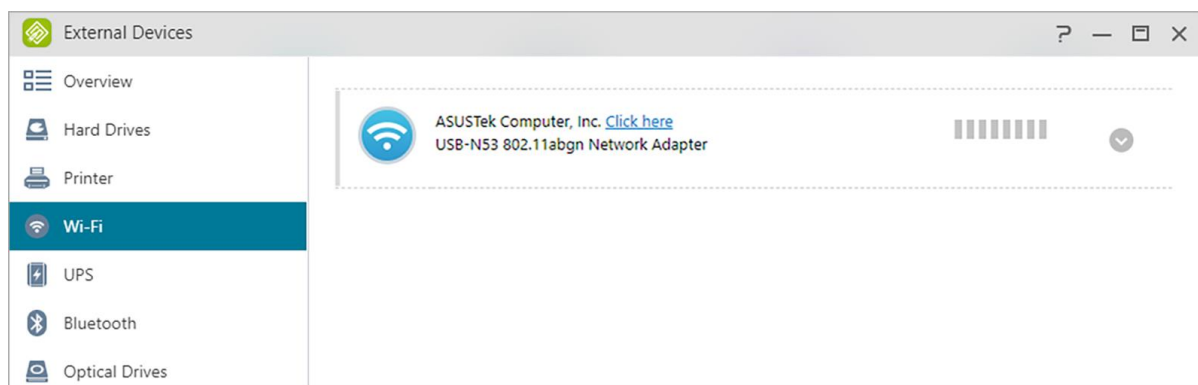 External Devices
Overview
Hard Drives
Printer
Wi-Fi
UPS
Bluetooth
Optical Drives
ASUSTek Computer, Inc. Click here
USB-N53 802.11abgn Network Adapter